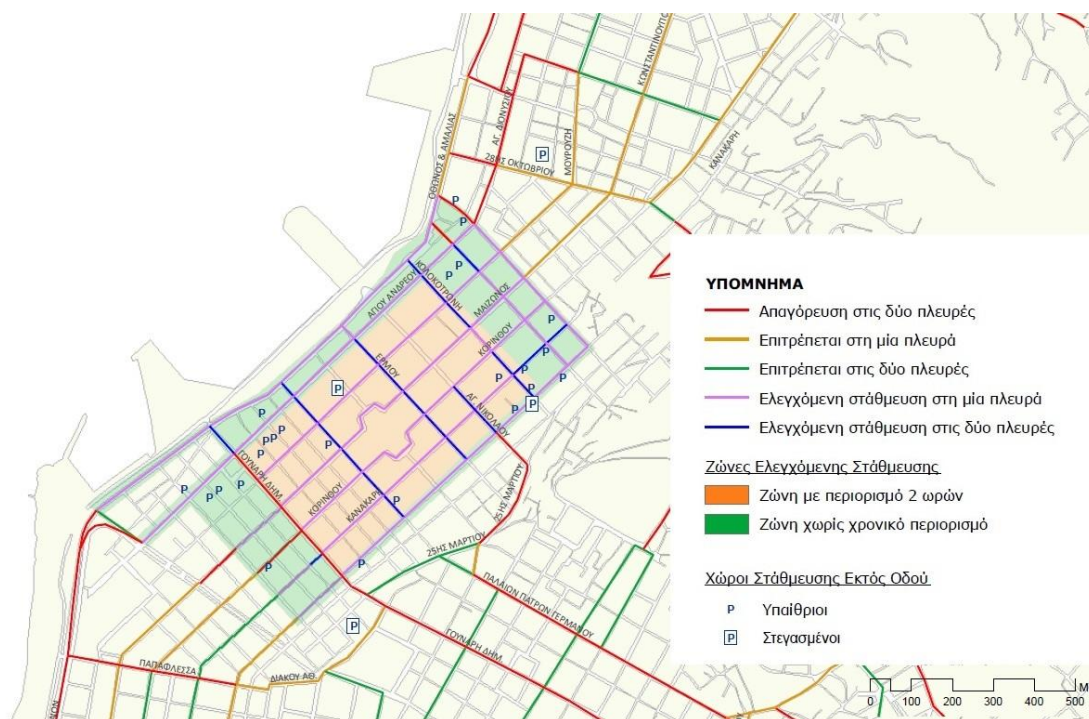 ΚΩΝΣΤΑΝΤΙΝΟΥΠΟ
ΟΘΩΝΟΣ & ΑΜΑΛΙΑΣ
ΑΓ. ΔΙΟΝΥΣΙΟΥ
ΜΟΥΡΟΥΖΗ
ΚΑΝΑΚΑΡΗ
P
28ΗΣ ΟΚΤΩΒΡΙΟΥ
ΚΟΛΟΚΟΤΡΩΝΗ
ΑΓΙΟΥ ΑΝΔΡΕΟΥ
ΜΑΙΖΩΝΟΣ
ΚΟΡΙΝΘΟΥ
ΕΡΜΟΥ
ΑΓ. ΝΙΚΟΛΑΟΥ
ΓΟΥΝΑΡΗ ΔΗΜ
ΚΟΡΙΝΘΟΥ
ΚΑΝΑΚΑΡΗ
25ΗΣ ΜΑΡΤΙΟΥ
25ΗΣ ΜΑΡΤΙΟΥ
ΠΑΛΑΙΩΝ ΠΑΤΡΩΝ ΓΕΡΜΑΝΟΥ
ΓΟΥΝΑΡΗ ΔΗΜ
ΠΑΠΑΦΛΕΣΣΑ
ΔΙΑΚΟΥ ΑΘ.
ΥΠΟΜΝΗΜΑ
Απαγόρευση στις δύο πλευρές
Επιτρέπεται στη μία πλευρά
Επιτρέπεται στις δύο πλευρές
Ελεγχόμενη στάθμευση στη μία πλευρά
Ελεγχόμενη στάθμευση στις δύο πλευρές
Ζώνες Ελεγχόμενης Στάθμευσης
Ζώνη με περιορισμό 2 ωρών
Ζώνη χωρίς χρονικό περιορισμό
Χώροι Στάθμευσης Εκτός Οδού
P Υπαίθριοι
P Στεγασμένοι
Μ
0 100 200 300 400 500